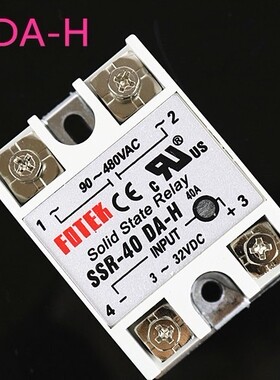 DA-H
1
90~480VAC
2
FOTEK CE c UL US
Solid State Relay
SSR-40 DA-H
40A
INPUT
4 - 3~32VDC + 3